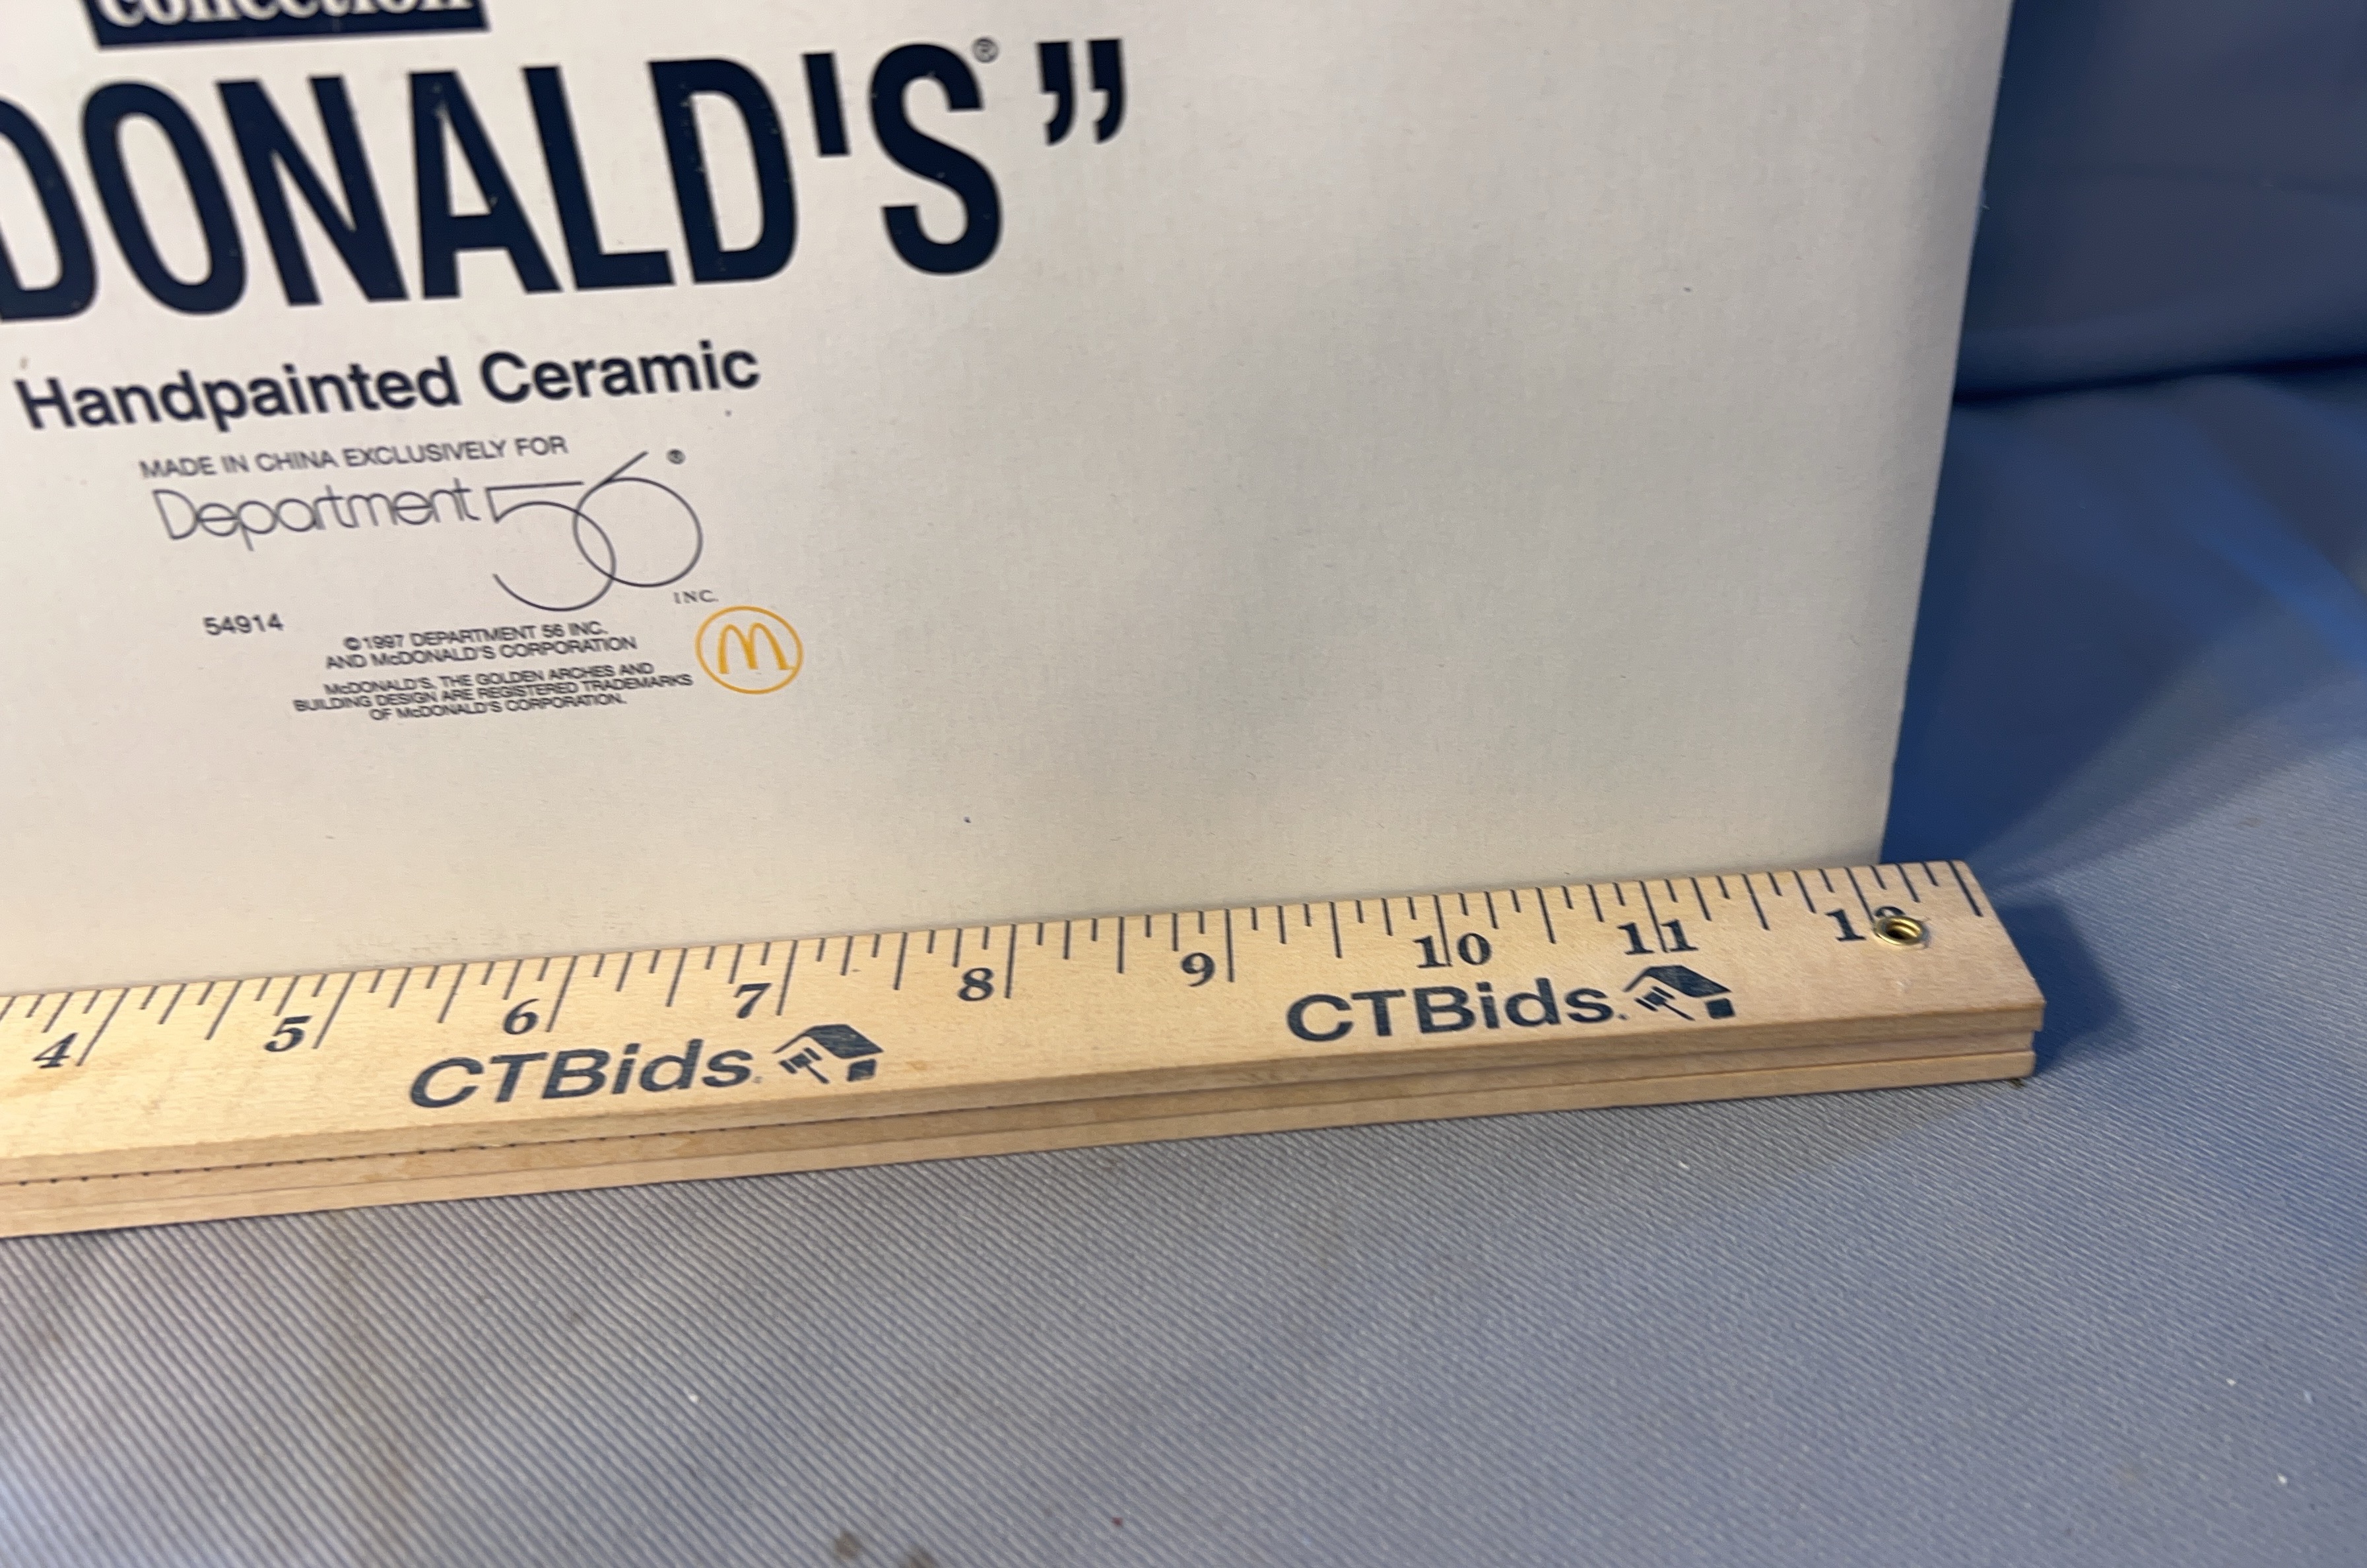 collection
DONALD'S® ”
Handpainted Ceramic
MADE IN CHINA EXCLUSIVELY FOR
Department 56®
INC.
54914
©1997 DEPARTMENT 56 INC.
AND McDONALD'S CORPORATION
McDONALD'S, THE GOLDEN ARCHES AND
BUILDING DESIGN ARE REGISTERED TRADEMARKS
OF McDONALD'S CORPORATION.
4 5 6 7 8 9 10 11 12
CTBids. CTBids.